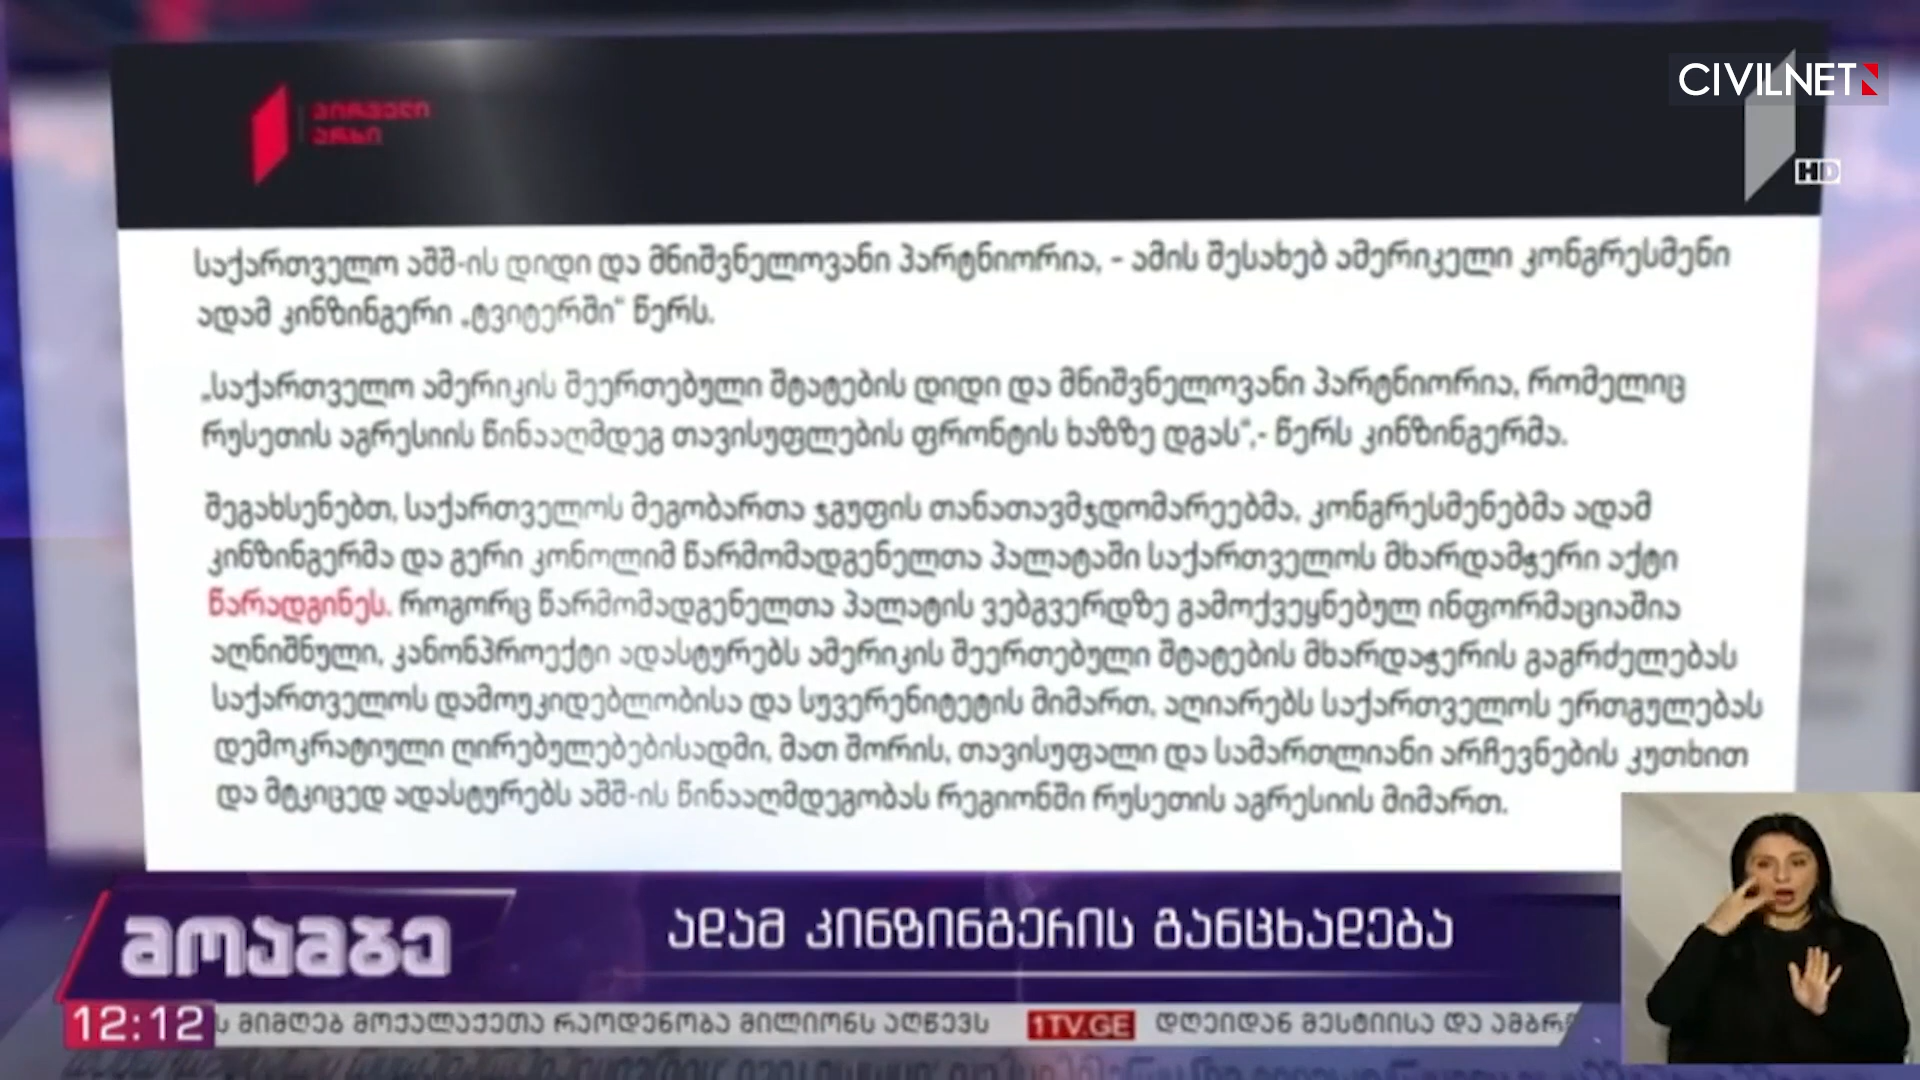 CIVILNET
პირველი
არხი
HD
საქართველო აშშ-ის დიდი და მნიშვნელოვანი პარტნიორია, - ამის შესახებ ამერიკელი კონგრესმენი
ადამ კინზინგერი „ტვიტერში“ წერს.
„საქართველო ამერიკის შეერთებული შტატების დიდი და მნიშვნელოვანი პარტნიორია, რომელიც
რუსეთის აგრესიის წინააღმდეგ თავისუფლების ფრონტის ხაზზე დგას“,- წერს კინზინგერმა.
შეგახსენებთ, საქართველოს მეგობართა ჯგუფის თანათავმჯდომარეებმა, კონგრესმენებმა ადამ
კინზინგერმა და გერი კონოლიმ წარმომადგენელთა პალატაში საქართველოს მხარდამჭერი აქტი
წარადგინეს. როგორც წარმომადგენელთა პალატის ვებგვერდზე გამოქვეყნებულ ინფორმაციაშია
აღნიშნული, კანონპროექტი ადასტურებს ამერიკის შეერთებული შტატების მხარდაჭერის გაგრძელებას
საქართველოს დამოუკიდებლობისა და სუვერენიტეტის მიმართ, აღიარებს საქართველოს ერთგულებას
დემოკრატიული ღირებულებებისადმი, მათ შორის, თავისუფალი და სამართლიანი არჩევნების კუთხით
და მტკიცედ ადასტურებს აშშ-ის წინააღმდეგობას რეგიონში რუსეთის აგრესიის მიმართ.
მოამბე
ადამ კინზინგერის განცხადება
12:12 ს მიმღებ მოქალაქეთა რაოდენობა მილიონს აღწევს 1TV.GE დღეიდან მესტიისა და ამბრ